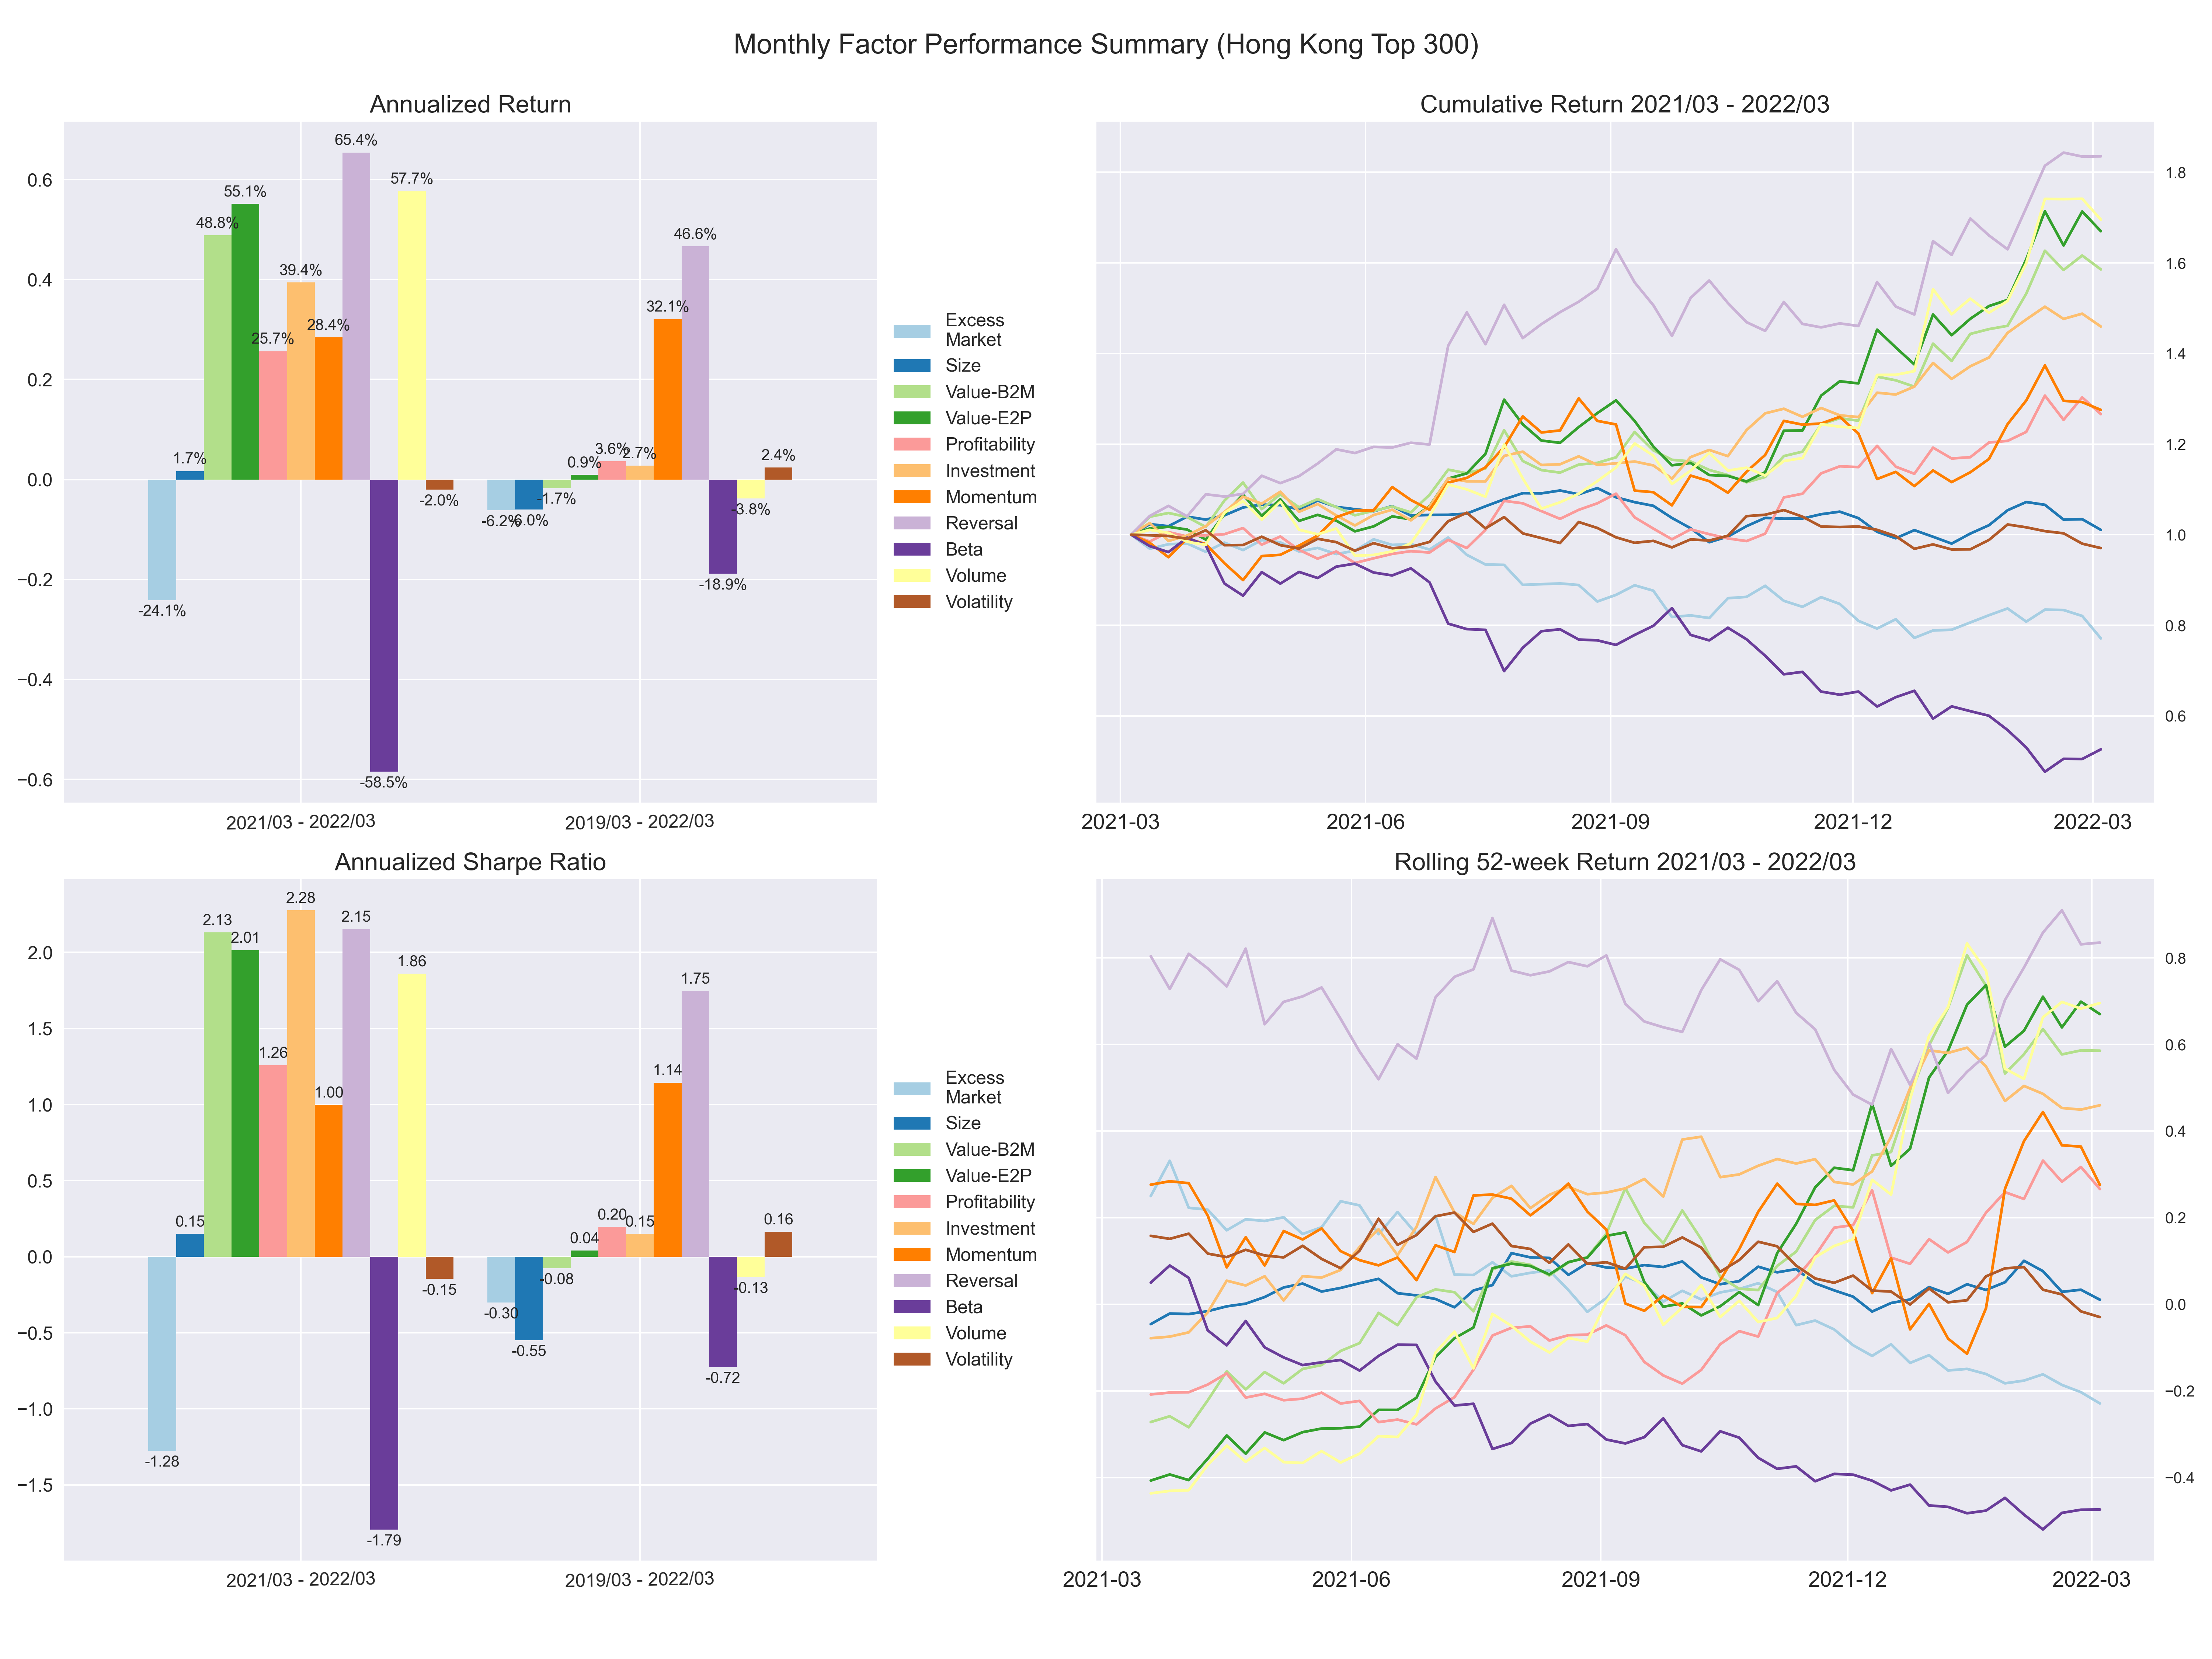 Monthly Factor Performance Summary (Hong Kong Top 300)
Annualized Return
65.4%
57.7%
55.1%
48.8%
39.4%
28.4%
25.7%
1.7%
-2.0%
-24.1%
-58.5%
46.6%
32.1%
3.6%
2.7%
2.4%
0.9%
-1.7%
-3.8%
-6.2%
-6.0%
-18.9%
0.6
0.4
0.2
0.0
−0.2
−0.4
−0.6
2021/03 - 2022/03
2019/03 - 2022/03
Excess
Market
Size
Value-B2M
Value-E2P
Profitability
Investment
Momentum
Reversal
Beta
Volume
Volatility
Cumulative Return 2021/03 - 2022/03
1.8
1.6
1.4
1.2
1.0
0.8
0.6
2021-03
2021-06
2021-09
2021-12
2022-03
Annualized Sharpe Ratio
2.28
2.15
2.13
2.01
1.86
1.26
1.00
0.15
-0.15
-1.28
-1.79
1.75
1.14
0.20
0.15
0.16
0.04
-0.08
-0.13
-0.30
-0.55
-0.72
2.0
1.5
1.0
0.5
0.0
−0.5
−1.0
−1.5
2021/03 - 2022/03
2019/03 - 2022/03
Excess
Market
Size
Value-B2M
Value-E2P
Profitability
Investment
Momentum
Reversal
Beta
Volume
Volatility
Rolling 52-week Return 2021/03 - 2022/03
0.8
0.6
0.4
0.2
0.0
−0.2
−0.4
2021-03
2021-06
2021-09
2021-12
2022-03